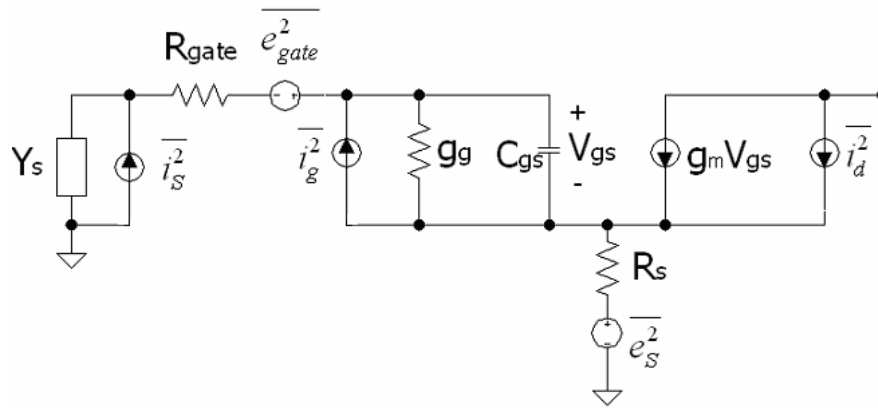 Rgate
e²gate
Ys
i²S
i²g
gg
Cgs
+
Vgs
-
gmVgs
i²d
Rs
e²S